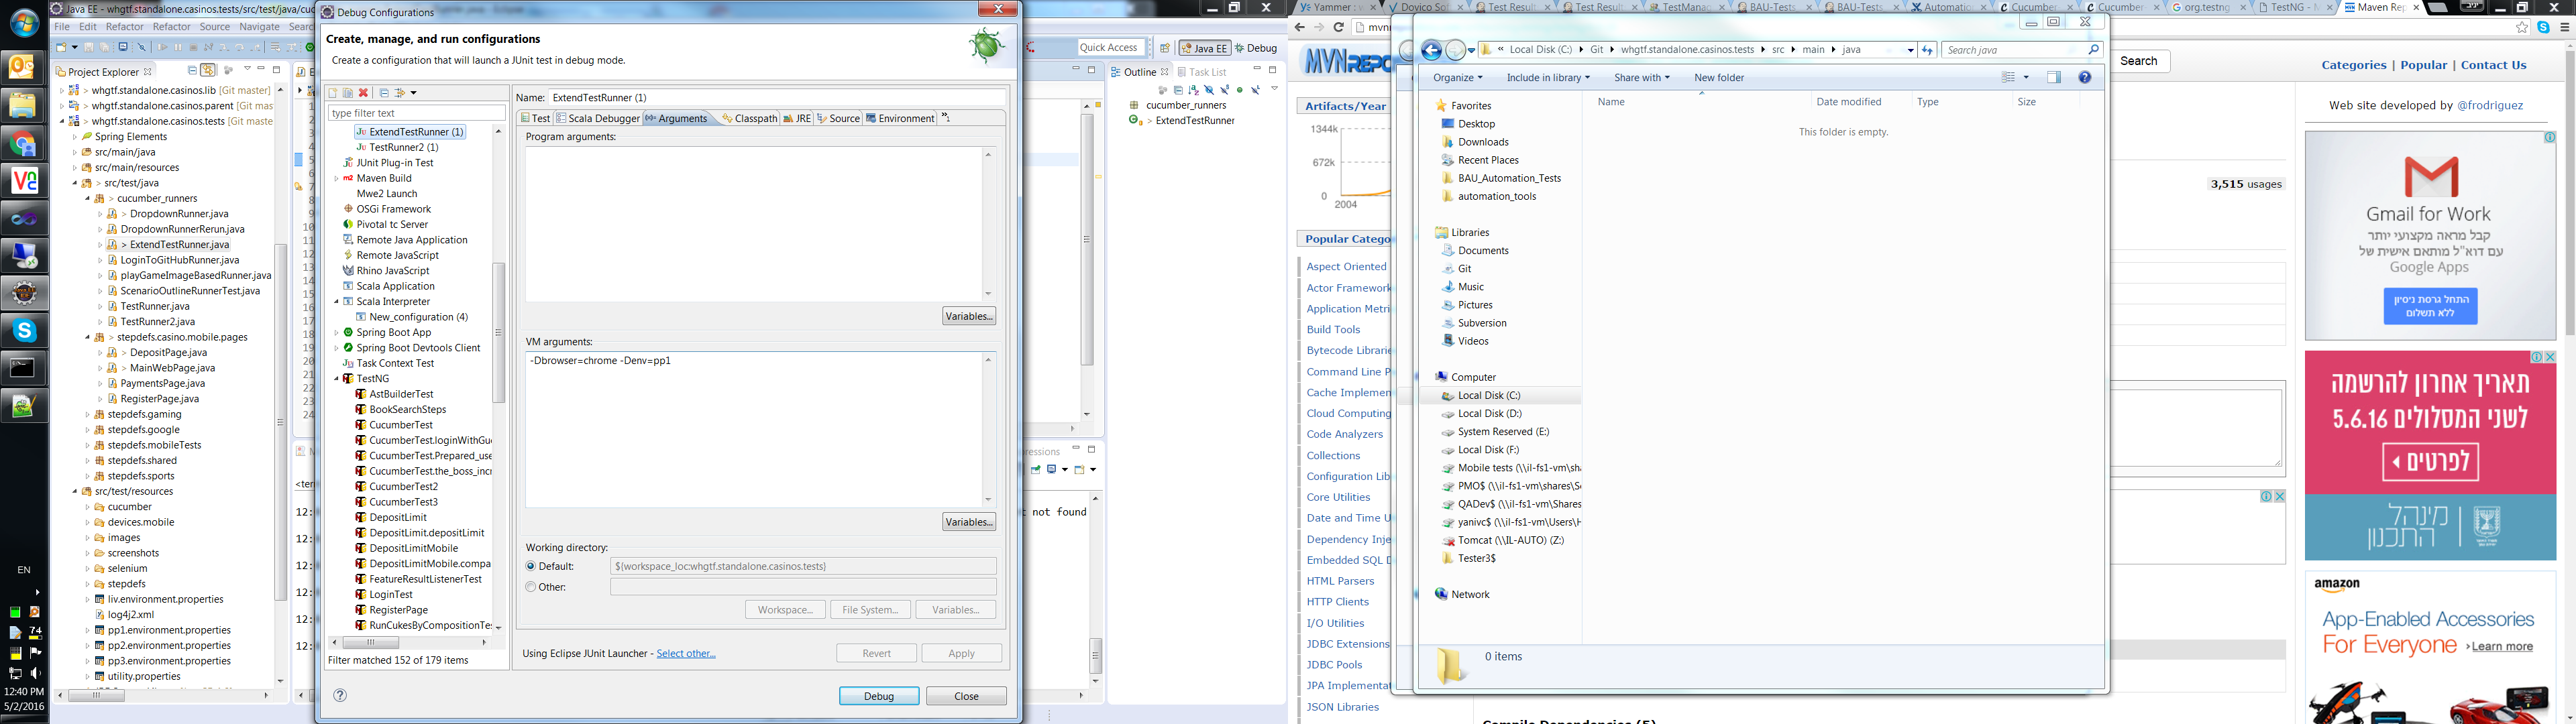 Java EE - whgtf.standalone.casinos.tests/src/test/java/cuc
File Edit Refactor Source Navigate Searc
Project Explorer
whgtf.standalone.casinos.lib [Git master]
whgtf.standalone.casinos.parent [Git mas
> whgtf.standalone.casinos.tests [Git maste
Spring Elements
src/main/java
src/main/resources
> src/test/java
> cucumber_runners
> DropdownRunner.java
DropdownRunnerRerun.java
> ExtendTestRunner.java
LoginToGitHubRunner.java
playGameImageBasedRunner.java
ScenarioOutlineRunnerTest.java
TestRunner.java
TestRunner2.java
> stepdefs.casino.mobile.pages
> DepositPage.java
> MainWebPage.java
PaymentsPage.java
RegisterPage.java
stepdefs.gaming
stepdefs.google
stepdefs.mobileTests
stepdefs.shared
stepdefs.sports
src/test/resources
cucumber
devices.mobile
images
screenshots
selenium
stepdefs
liv.environment.properties
log4j2.xml
pp1.environment.properties
pp2.environment.properties
pp3.environment.properties
utility.properties
EN
74
12:40 PM
5/2/2016
Debug Configurations
Create, manage, and run configurations
Create a configuration that will launch a JUnit test in debug mode.
type filter text
ExtendTestRunner (1)
TestRunner2 (1)
JUnit Plug-in Test
Maven Build
Mwe2 Launch
OSGi Framework
Pivotal tc Server
Remote Java Application
Remote JavaScript
Rhino JavaScript
Scala Application
Scala Interpreter
New_configuration (4)
Spring Boot App
Spring Boot Devtools Client
Task Context Test
TestNG
AstBuilderTest
BookSearchSteps
CucumberTest
CucumberTest.loginWithGu
CucumberTest.Prepared_use
CucumberTest.the_boss_inc
CucumberTest2
CucumberTest3
DepositLimit
DepositLimit.depositLimit
DepositLimitMobile
DepositLimitMobile.compa
FeatureResultListenerTest
LoginTest
RegisterPage
RunCukesByCompositionTe
Filter matched 152 of 179 items
Name: ExtendTestRunner (1)
Test Scala Debugger Arguments Classpath JRE Source Environment
Program arguments:
Variables...
VM arguments:
-Dbrowser=chrome -Denv=pp1
Variables...
Working directory:
Default: ${workspace_loc:whgtf.standalone.casinos.tests}
Other:
Workspace... File System... Variables...
Using Eclipse JUnit Launcher - Select other...
Revert Apply
Debug Close
Quick Access Java EE Debug
Outline Task List
cucumber_runners
> ExtendTestRunner
t not found
Yammer : Dovico Sof Test Result Test Resul TestManag BAU-Tests BAU-Tests Automatio Cucumber Cucumber org.testng TestNG - M Maven Rep
MVNREPO
Search
Categories | Popular | Contact Us
Artifacts/Year
1344k
672k
0
2004
Popular Catego
Aspect Oriented
Actor Framework
Application Metri
Build Tools
Bytecode Librarie
Command Line P
Cache Implemen
Cloud Computing
Code Analyzers
Collections
Configuration Lib
Core Utilities
Date and Time U
Dependency Inje
Embedded SQL D
HTML Parsers
HTTP Clients
I/O Utilities
JDBC Extensions
JDBC Pools
JPA Implementat
JSON Libraries
Local Disk (C:) Git whgtf.standalone.casinos.tests src main java
Search java
Organize Include in library Share with New folder
Name Date modified Type Size
This folder is empty.
Favorites
Desktop
Downloads
Recent Places
BAU_Automation_Tests
automation_tools
Libraries
Documents
Git
Music
Pictures
Subversion
Videos
Computer
Local Disk (C:)
Local Disk (D:)
System Reserved (E:)
Local Disk (F:)
Mobile tests (\\il-fs1-vm\sha
PMO$ (\\il-fs1-vm\shares\S
QADev$ (\\il-fs1-vm\Shares
yanivc$ (\\il-fs1-vm\Users\H
Tomcat (\\IL-AUTO) (Z:)
Tester3$
Network
0 items
Web site developed by @frodriguez
3,515 usages
Gmail for Work
קבל מראה מקצועי יותר
עם דוא"ל מותאם אישית של
Google Apps
התחל גרסת ניסיון
ללא תשלום
תאריך אחרון להרשמה
לשני המסלולים 5.6.16
לפרטים
מינהל
התכנון
amazon
App-Enabled Accessories
For Everyone
Learn more